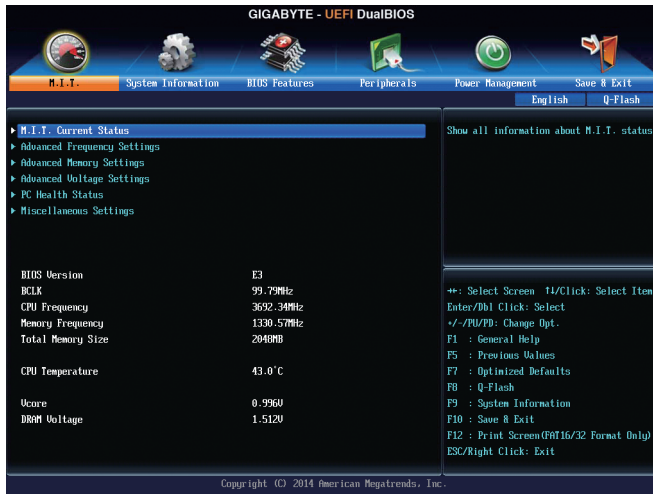 GIGABYTE - UEFI DualBIOS
M.I.T. System Information BIOS Features Peripherals Power Management Save & Exit
English Q-Flash
M.I.T. Current Status
Advanced Frequency Settings
Advanced Memory Settings
Advanced Voltage Settings
PC Health Status
Miscellaneous Settings
BIOS Version E3
BCLK 99.79MHz
CPU Frequency 3692.34MHz
Memory Frequency 1330.57MHz
Total Memory Size 2048MB
CPU Temperature 43.0°C
Vcore 0.996V
DRAM Voltage 1.512V
Show all information about M.I.T. status
→←: Select Screen ↑↓/Click: Select Item
Enter/Dbl Click: Select
+/-/PU/PD: Change Opt.
F1 : General Help
F5 : Previous Values
F7 : Optimized Defaults
F8 : Q-Flash
F9 : System Information
F10 : Save & Exit
F12 : Print Screen(FAT16/32 Format Only)
ESC/Right Click: Exit
Copyright (C) 2014 American Megatrends, Inc.